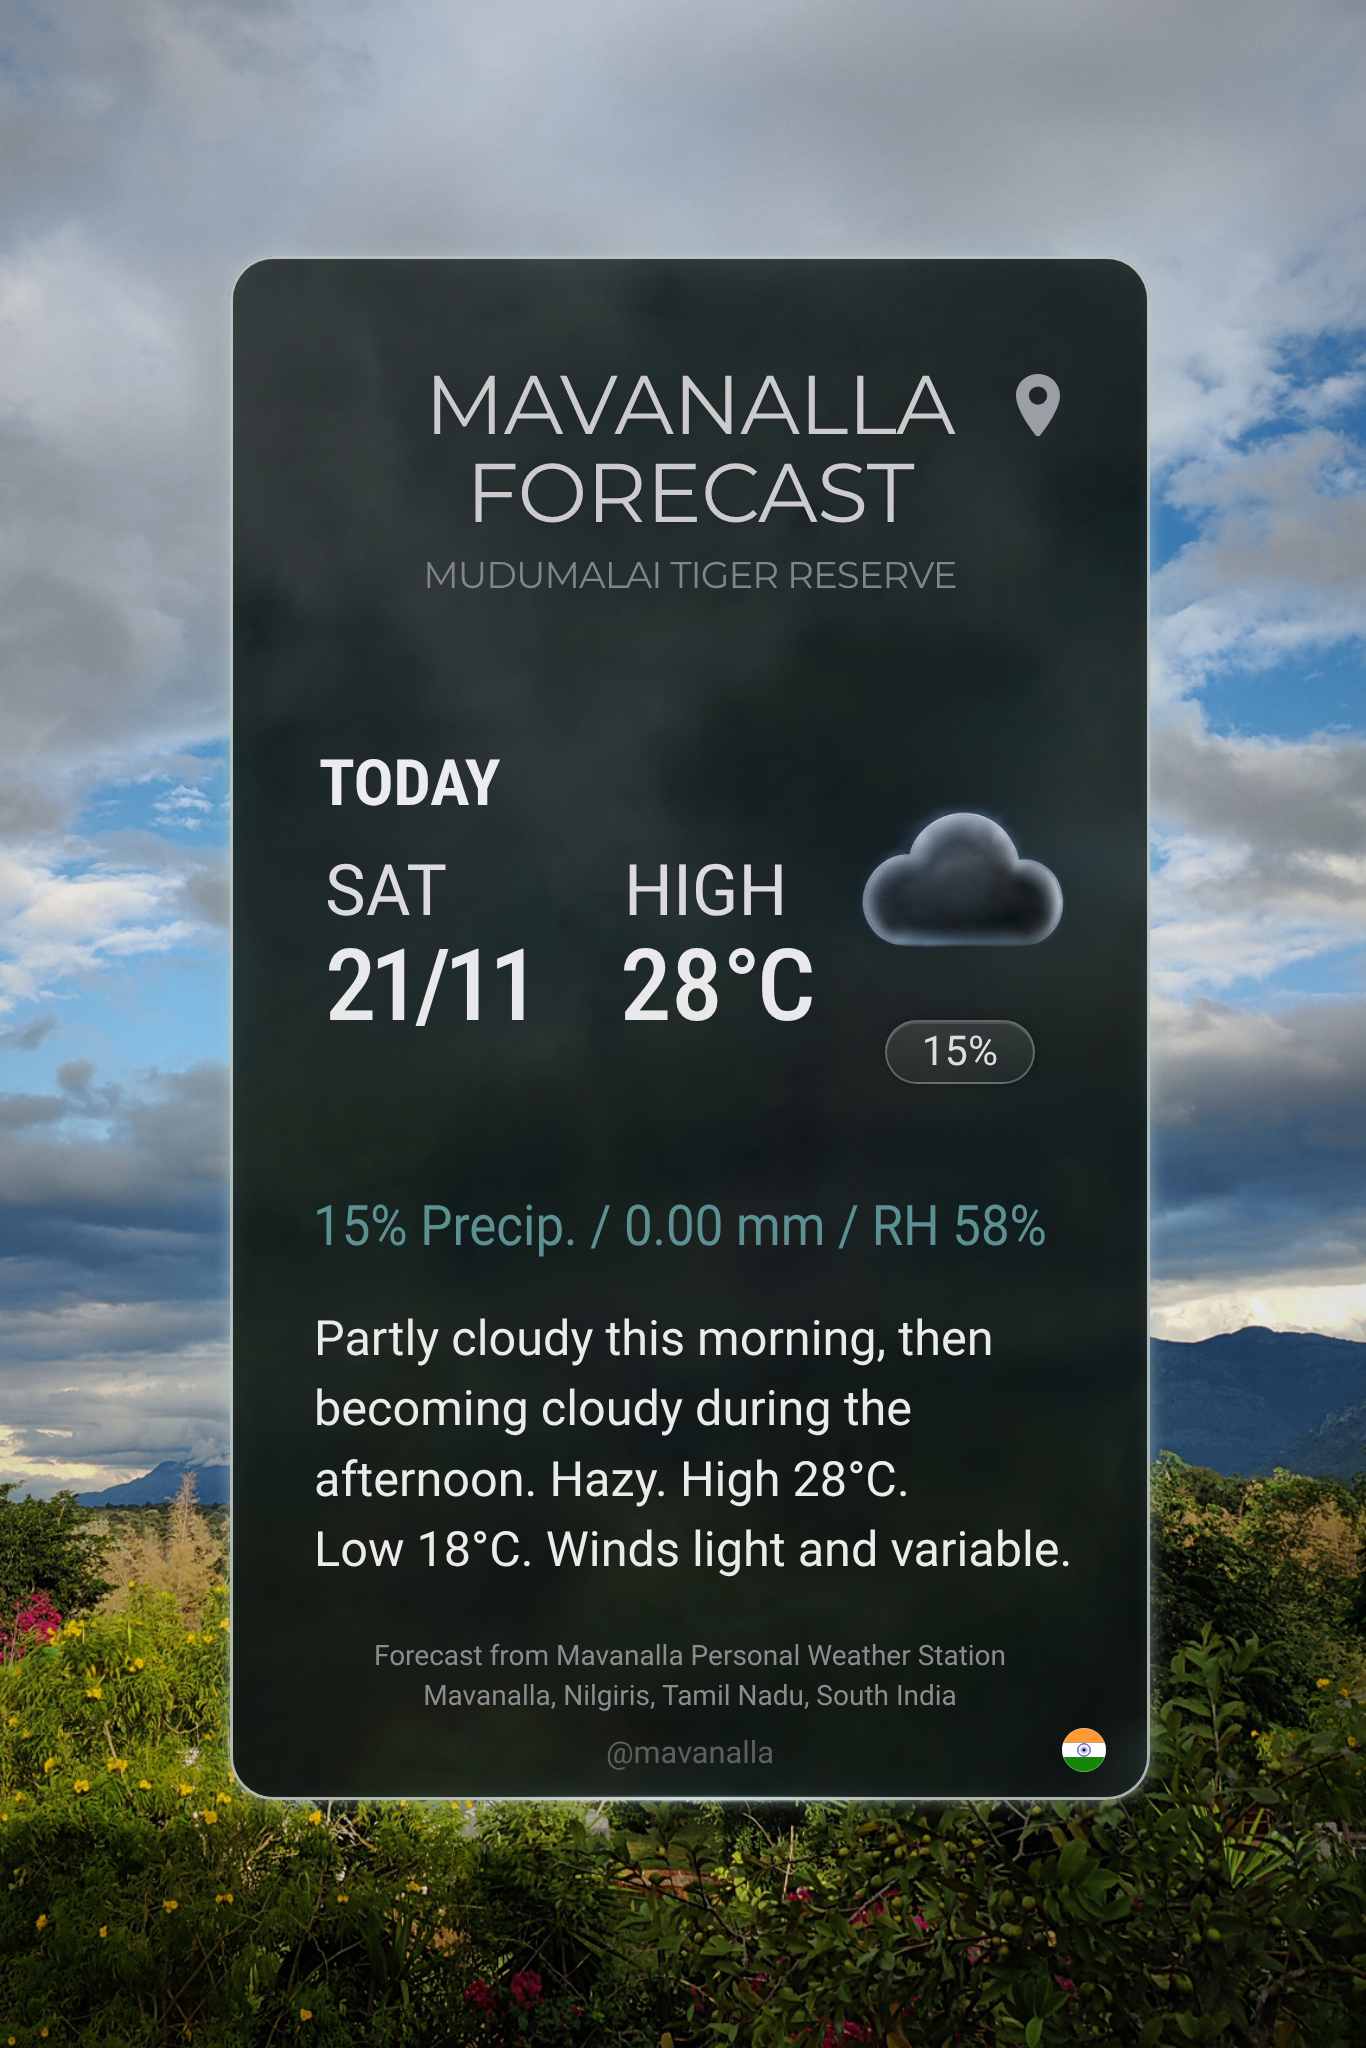 MAVANALLA
FORECAST
MUDUMALAI TIGER RESERVE
TODAY
SAT
21/11
HIGH
28°C
15%
15% Precip. / 0.00 mm / RH 58%
Partly cloudy this morning, then
becoming cloudy during the
afternoon. Hazy. High 28°C.
Low 18°C. Winds light and variable.
Forecast from Mavanalla Personal Weather Station
Mavanalla, Nilgiris, Tamil Nadu, South India
@mavanalla